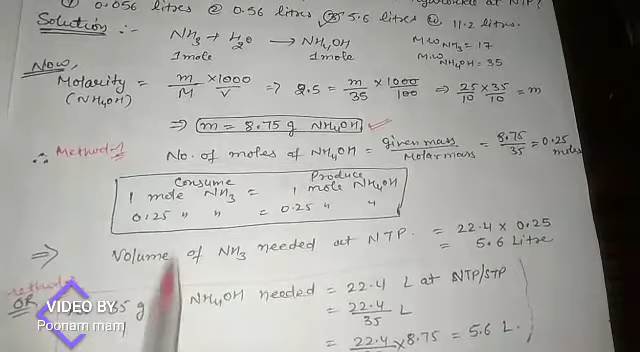 0.056 litres @ 0.56 litres 5.6 litres 11.2 litrs.
Solution :-
NH₃ + H₂O → NH₄OH
1 mole 1 mole
M.w NH₃ = 17
M.w NH₄OH = 35
Now,
Molarity (NH₄OH) = m/M × 1000/V ⇒ 2.5 = m/35 × 1000/100 ⇒ 25/10 × 35/10 = m
⇒ m = 8.75 g NH₄OH
∴ Method-1 No. of moles of NH₄OH = given mass/Molar mass = 8.75/35 = 0.25 moles
Consume Produce
1 mole NH₃ = 1 mole NH₄OH
0.25 " " = 0.25 " "
⇒ Volume of NH₃ needed at NTP. = 22.4 × 0.25
= 5.6 Litre
OR 35 g NH₄OH needed = 22.4 L at NTP/STP
= 22.4/35 L
= 22.4 × 8.75 = 5.6 L.
VIDEO BY
Poonam mam